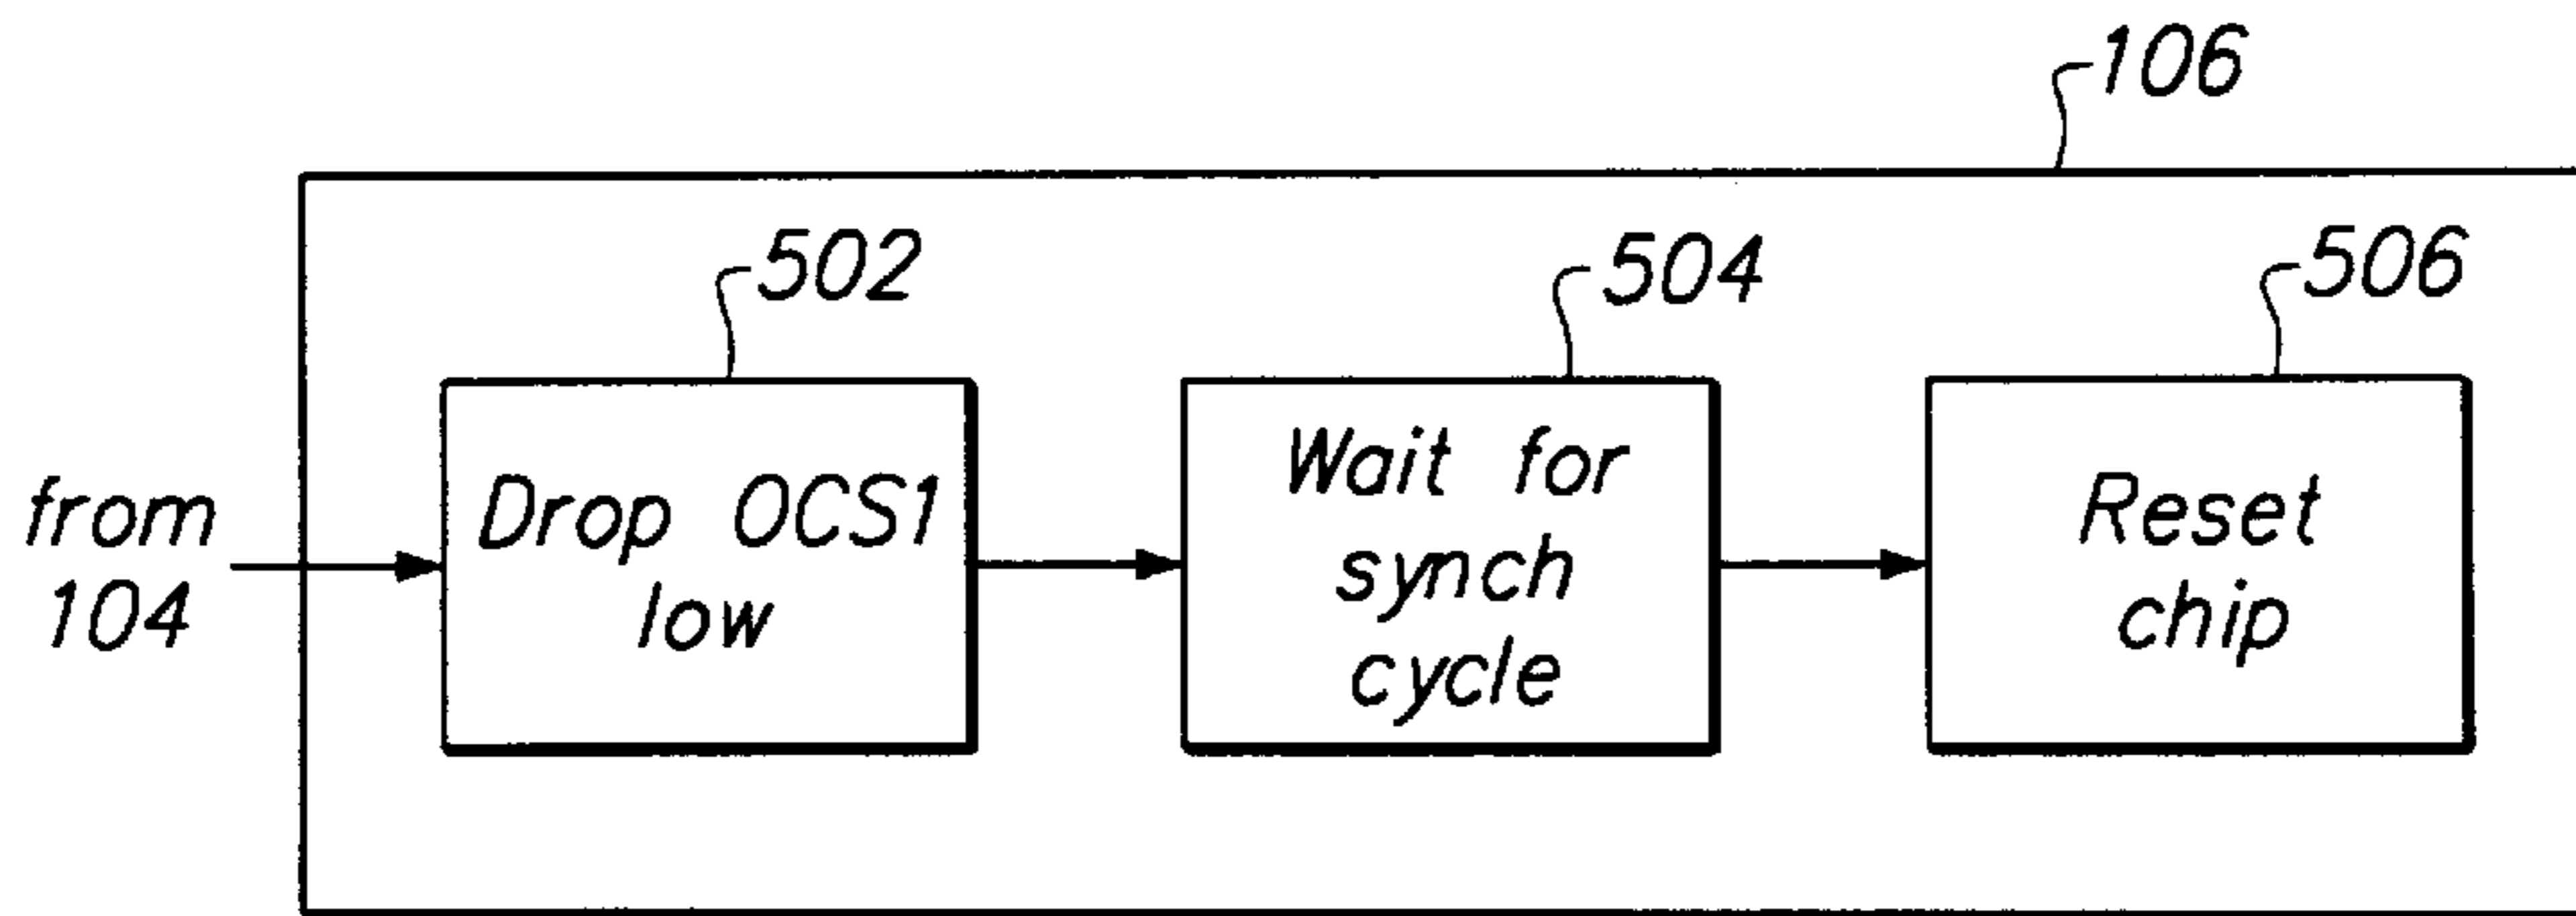 106
502
504
506
from
104
Drop OCS1
low
Wait for
synch
cycle
Reset
chip